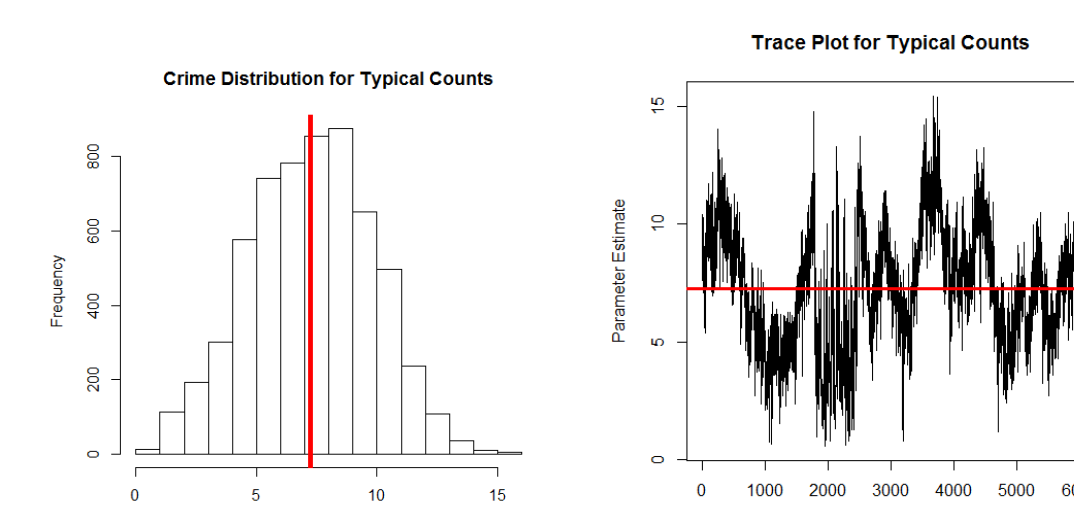 Crime Distribution for Typical Counts
Frequency
800
600
400
200
0
0 5 10 15
Trace Plot for Typical Counts
Parameter Estimate
15
10
5
0
0 1000 2000 3000 4000 5000